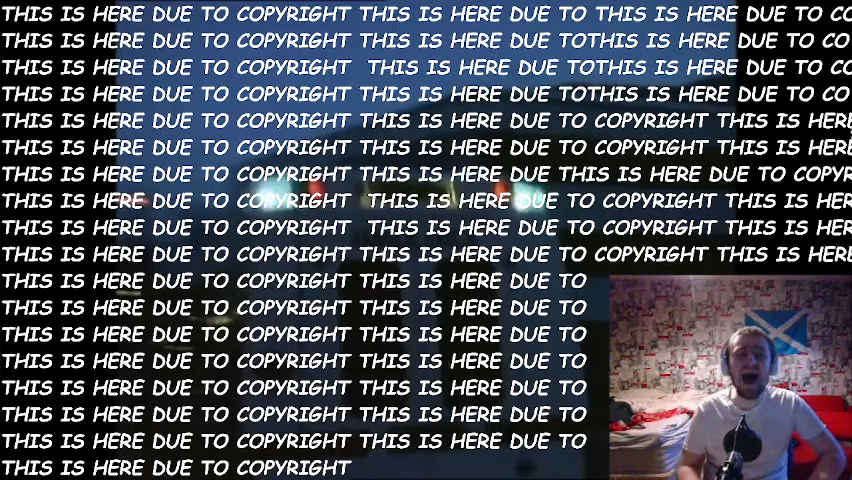 THIS IS HERE DUE TO COPYRIGHT THIS IS HERE DUE TO THIS IS HERE DUE TO CO
THIS IS HERE DUE TO COPYRIGHT THIS IS HERE DUE TOTHIS IS HERE DUE TO CO
THIS IS HERE DUE TO COPYRIGHT THIS IS HERE DUE TOTHIS IS HERE DUE TO CO
THIS IS HERE DUE TO COPYRIGHT THIS IS HERE DUE TOTHIS IS HERE DUE TO CO
THIS IS HERE DUE TO COPYRIGHT THIS IS HERE DUE TO COPYRIGHT THIS IS HERE
THIS IS HERE DUE TO COPYRIGHT THIS IS HERE DUE TO COPYRIGHT THIS IS HERE
THIS IS HERE DUE TO COPYRIGHT THIS IS HERE DUE THIS IS HERE DUE TO COPYR
THIS IS HERE DUE TO COPYRIGHT THIS IS HERE DUE TO COPYRIGHT THIS IS HER
THIS IS HERE DUE TO COPYRIGHT THIS IS HERE DUE TO COPYRIGHT THIS IS HER
THIS IS HERE DUE TO COPYRIGHT THIS IS HERE DUE TO COPYRIGHT THIS IS HERE
THIS IS HERE DUE TO COPYRIGHT THIS IS HERE DUE TO
THIS IS HERE DUE TO COPYRIGHT THIS IS HERE DUE TO
THIS IS HERE DUE TO COPYRIGHT THIS IS HERE DUE TO
THIS IS HERE DUE TO COPYRIGHT THIS IS HERE DUE TO
THIS IS HERE DUE TO COPYRIGHT THIS IS HERE DUE TO
THIS IS HERE DUE TO COPYRIGHT THIS IS HERE DUE TO
THIS IS HERE DUE TO COPYRIGHT THIS IS HERE DUE TO
THIS IS HERE DUE TO COPYRIGHT